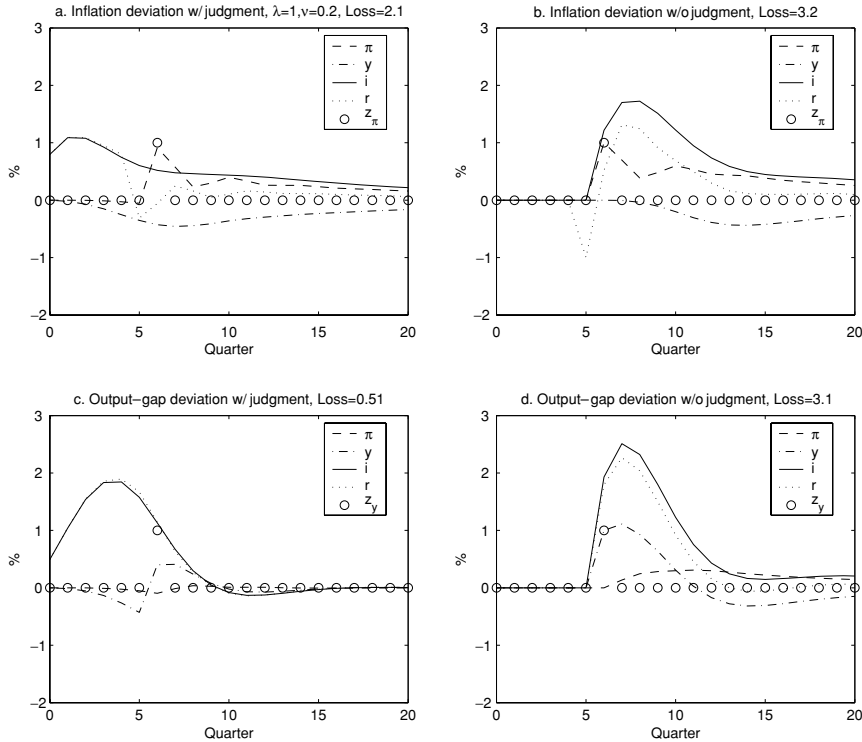 a. Inflation deviation w/ judgment, λ=1,ν=0.2, Loss=2.1
3
2
1
0
−1
−2
%
0 5 10 15 20
Quarter
π
y
i
r
z_π
b. Inflation deviation w/o judgment, Loss=3.2
3
2
1
0
−1
−2
%
0 5 10 15 20
Quarter
π
y
i
r
z_π
c. Output−gap deviation w/ judgment, Loss=0.51
3
2
1
0
−1
−2
%
0 5 10 15 20
Quarter
π
y
i
r
z_y
d. Output−gap deviation w/o judgment, Loss=3.1
3
2
1
0
−1
−2
%
0 5 10 15 20
Quarter
π
y
i
r
z_y